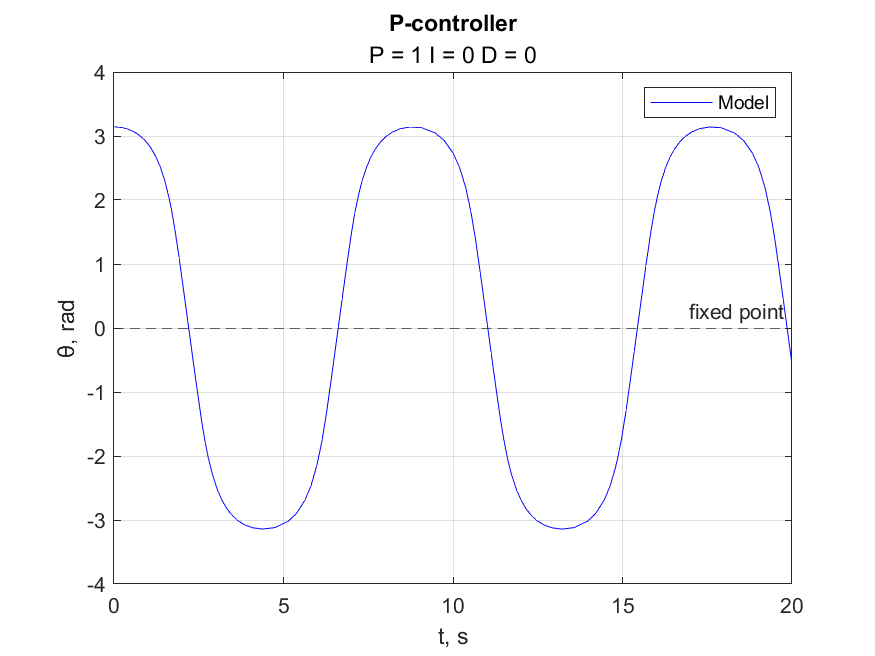 P-controller
P = 1 I = 0 D = 0
4
3
2
1
0
-1
-2
-3
-4
θ, rad
Model
fixed point
0 5 10 15 20
t, s